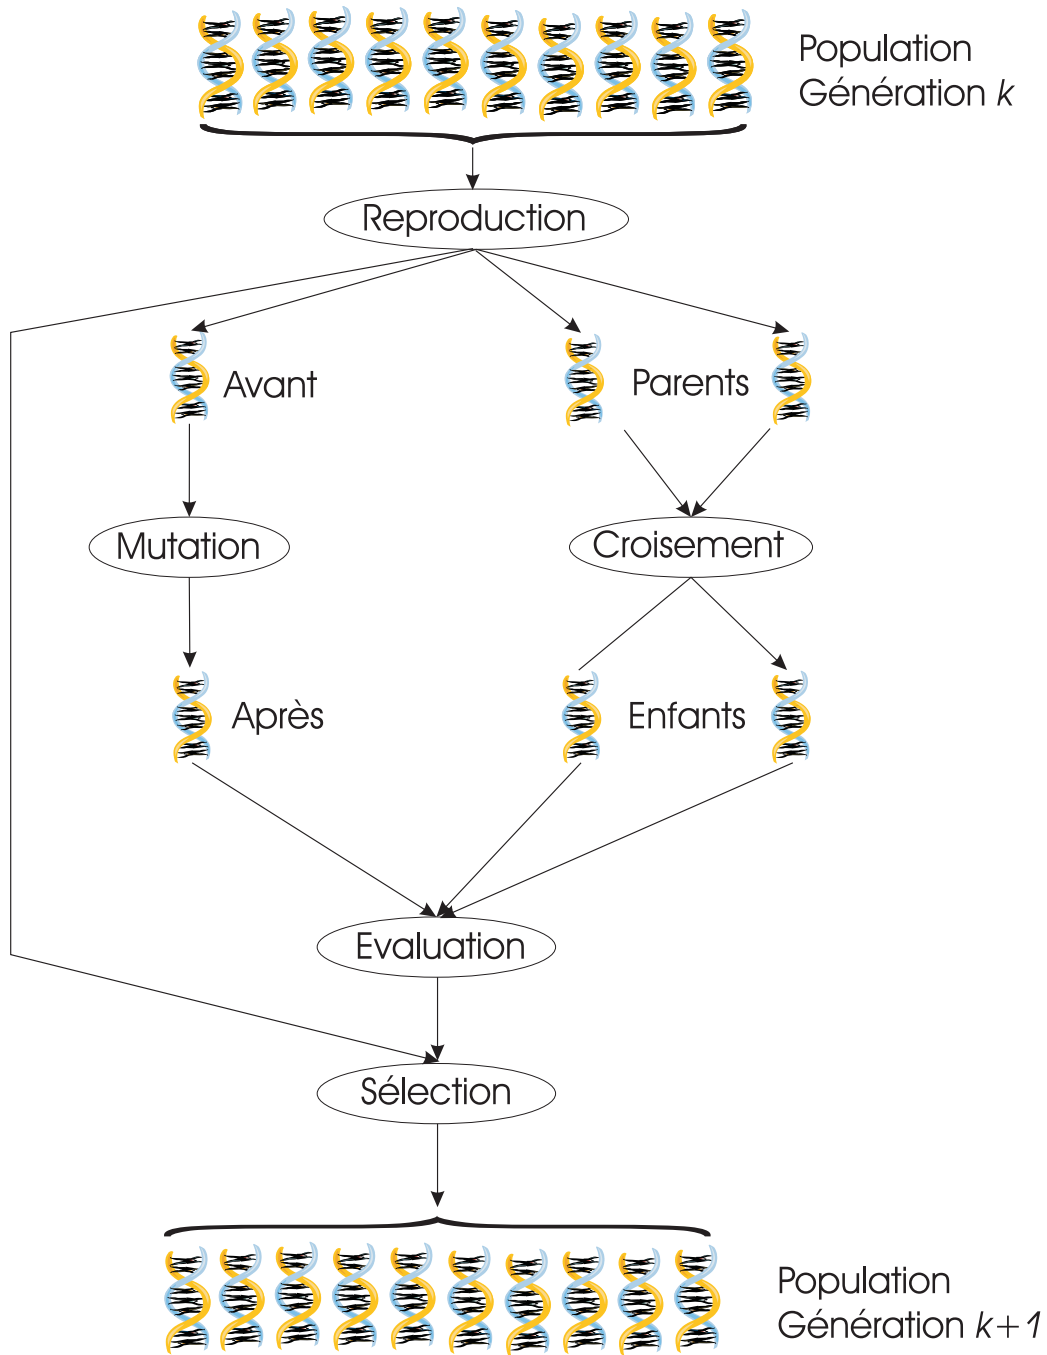 Population
Génération k
Reproduction
Avant
Parents
Mutation
Croisement
Après
Enfants
Evaluation
Sélection
Population
Génération k+1